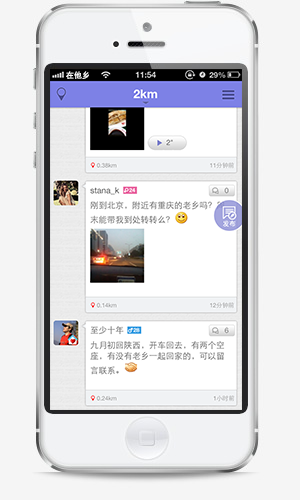 在他乡 11:54
2km
2"
0.38km 11分钟前
stana_k 24 0
刚到北京，附近有重庆的老乡吗？
末能带我到处转转么？
发布
0.14km 12分钟前
至少十年 28 6
九月初回陕西，开车回去，有两个空
座，有没有老乡一起回家的，可以留
言联系。
0.24km 1小时前